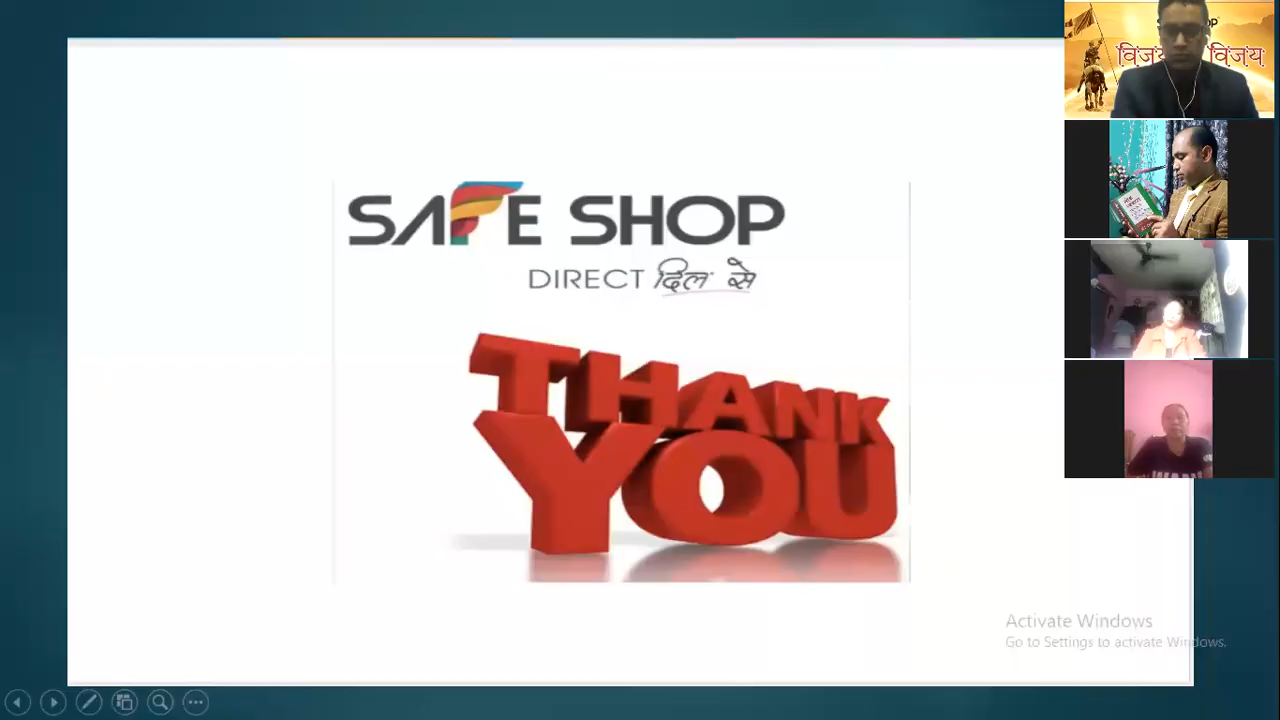 SAFE SHOP
DIRECT दिल से
THANK
YOU
Activate Windows
Go to Settings to activate Windows.
विजय विजय